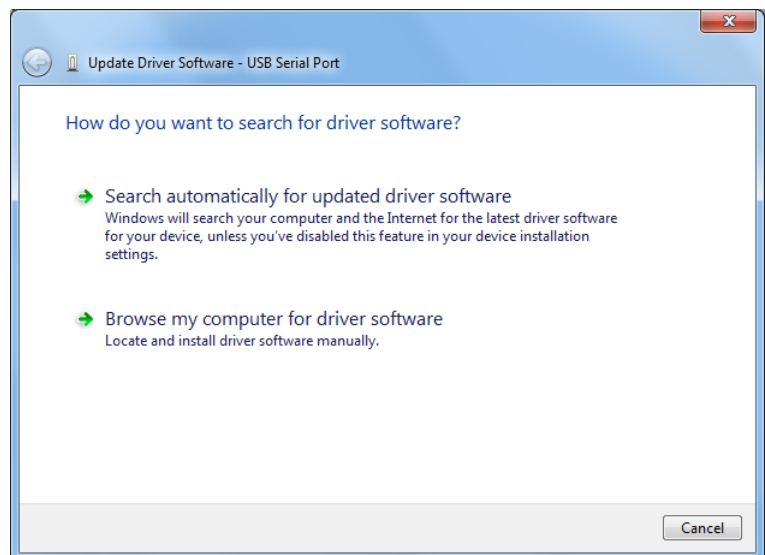 Update Driver Software - USB Serial Port
How do you want to search for driver software?
Search automatically for updated driver software
Windows will search your computer and the Internet for the latest driver software
for your device, unless you've disabled this feature in your device installation
settings.
Browse my computer for driver software
Locate and install driver software manually.
Cancel